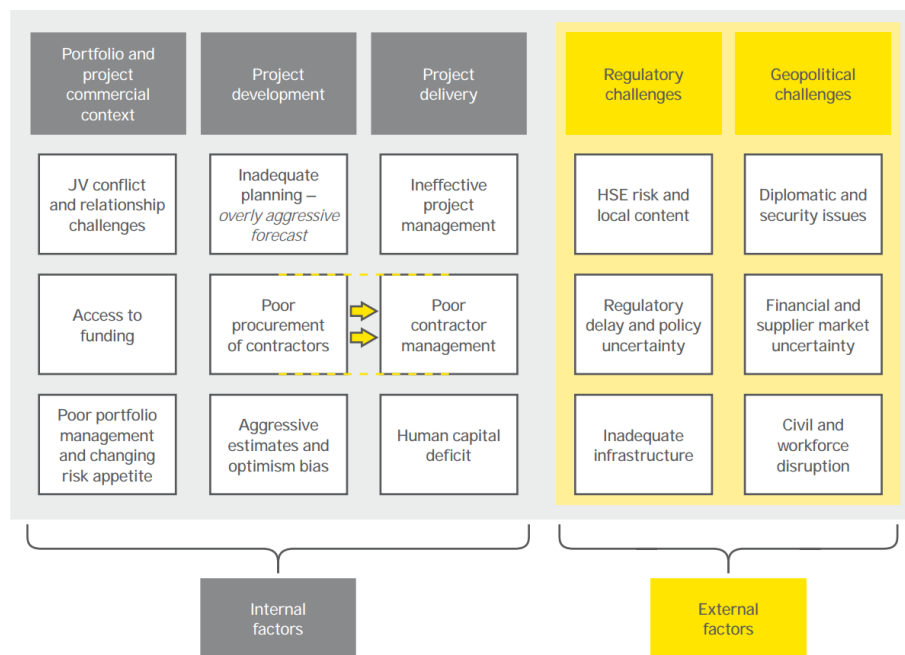 Portfolio and
project
commercial
context
Project
development
Project
delivery
Regulatory
challenges
Geopolitical
challenges
JV conflict
and relationship
challenges
Inadequate
planning –
overly aggressive
forecast
Ineffective
project
management
HSE risk and
local content
Diplomatic and
security issues
Access to
funding
Poor
procurement
of contractors
Poor
contractor
management
Regulatory
delay and policy
uncertainty
Financial and
supplier market
uncertainty
Poor portfolio
management
and changing
risk appetite
Aggressive
estimates and
optimism bias
Human capital
deficit
Inadequate
infrastructure
Civil and
workforce
disruption
Internal
factors
External
factors